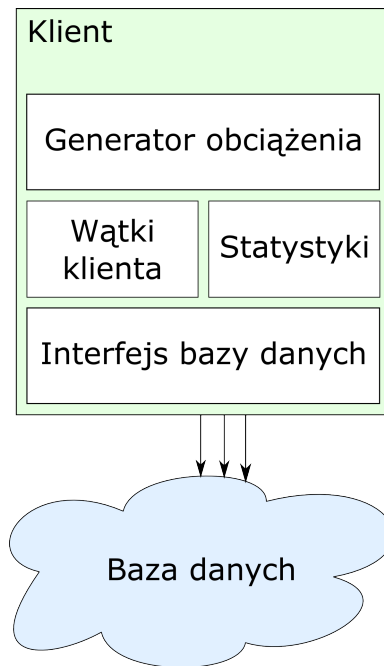 Klient
Generator obciążenia
Wątki
klienta
Statystyki
Interfejs bazy danych
Baza danych